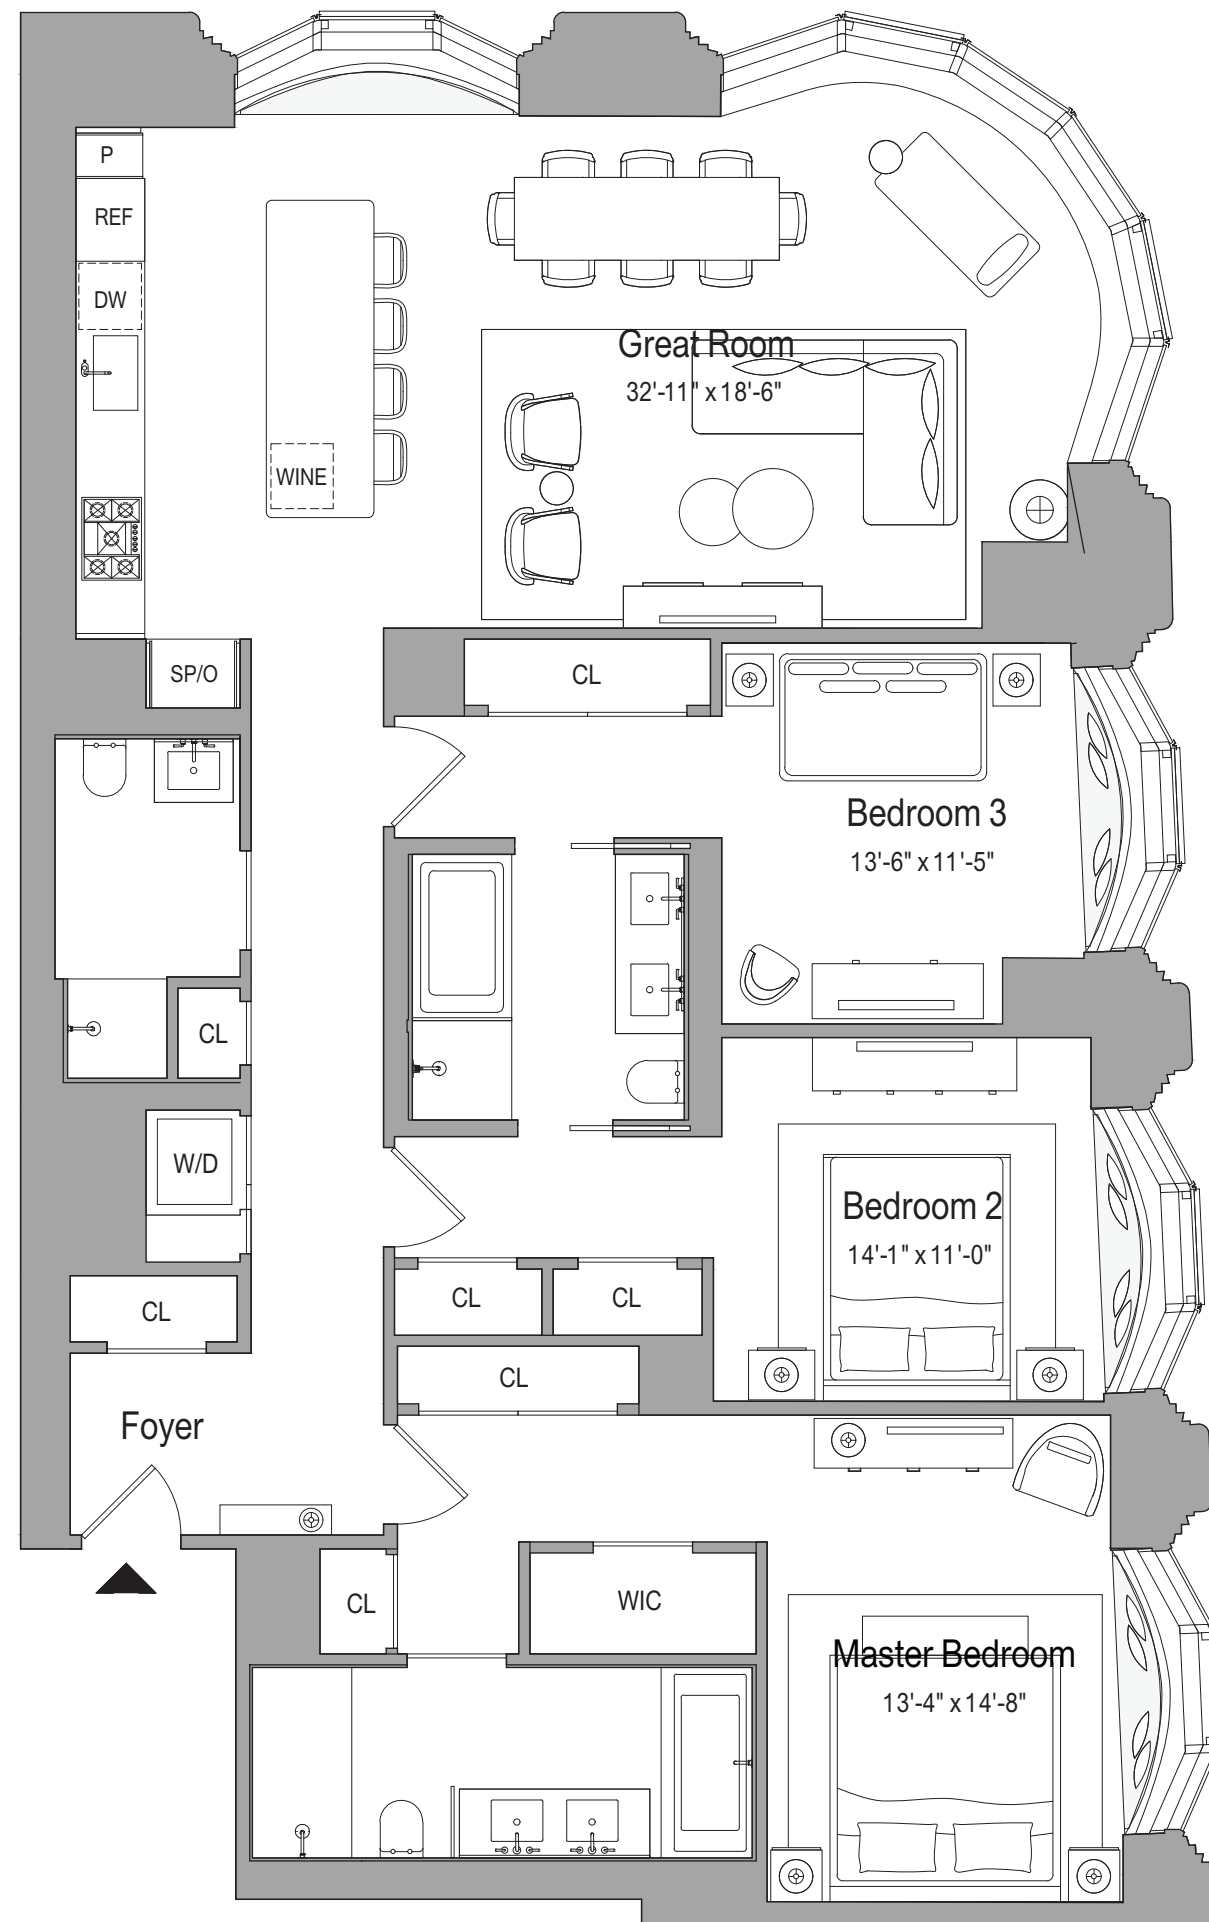 P
REF
DW
Great Room
32'-11" x 18'-6"
WINE
SP/O
CL
Bedroom 3
13'-6" x 11'-5"
CL
W/D
Bedroom 2
14'-1" x 11'-0"
CL
CL
CL
CL
Foyer
CL
WIC
Master Bedroom
13'-4" x 14'-8"